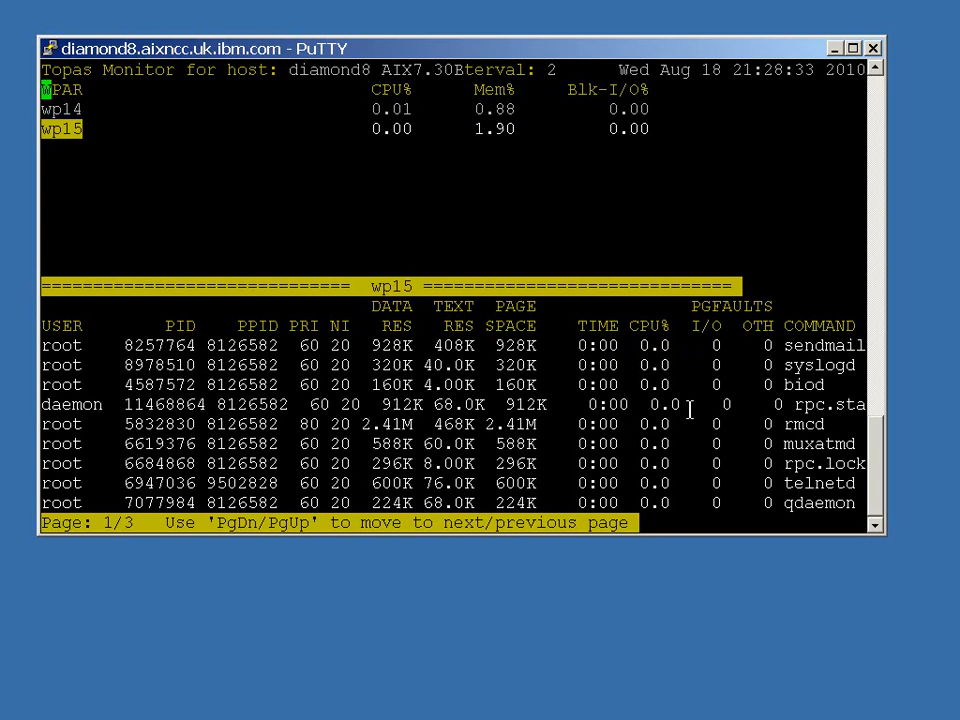 diamond8.aixncc.uk.ibm.com - PuTTY
Topas Monitor for host: diamond8 AIX7.30Bterval: 2 Wed Aug 18 21:28:33 2010
WPAR CPU% Mem% Blk-I/O%
wp14 0.01 0.88 0.00
wp15 0.00 1.90 0.00
============================== wp15 ==============================
DATA TEXT PAGE PGFAULTS
USER PID PPID PRI NI RES RES SPACE TIME CPU% I/O OTH COMMAND
root 8257764 8126582 60 20 928K 408K 928K 0:00 0.0 0 0 sendmail
root 8978510 8126582 60 20 320K 40.0K 320K 0:00 0.0 0 0 syslogd
root 4587572 8126582 60 20 160K 4.00K 160K 0:00 0.0 0 0 biod
daemon 11468864 8126582 60 20 912K 68.0K 912K 0:00 0.0 0 0 rpc.sta
root 5832830 8126582 80 20 2.41M 468K 2.41M 0:00 0.0 0 0 rmcd
root 6619376 8126582 60 20 588K 60.0K 588K 0:00 0.0 0 0 muxatmd
root 6684868 8126582 60 20 296K 8.00K 296K 0:00 0.0 0 0 rpc.lock
root 6947036 9502828 60 20 600K 76.0K 600K 0:00 0.0 0 0 telnetd
root 7077984 8126582 60 20 224K 68.0K 224K 0:00 0.0 0 0 qdaemon
Page: 1/3 Use 'PgDn/PgUp' to move to next/previous page